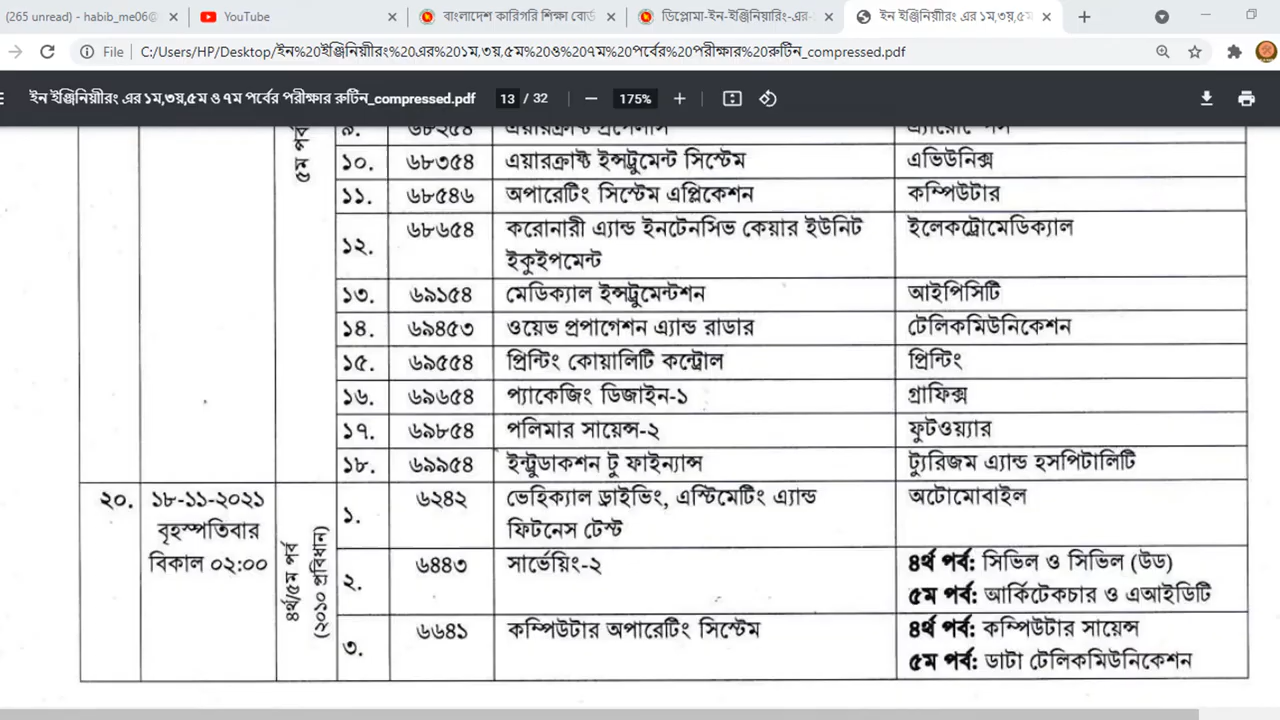 (265 unread) - habib_me06@
YouTube
বাংলাদেশ কারিগরি শিক্ষা বোর্ড
ডিপ্লোমা-ইন-ইঞ্জিনিয়ারিং-এর-
ইন ইঞ্জিনিয়ীরং এর ১ম,৩য়,৫ম
File C:/Users/HP/Desktop/ইন%20ইঞ্জিনিয়ীরং%20এর%20১ম,৩য়,৫ম%20ও%20৭ম%20পর্বের%20পরীক্ষার%20রুটিন_compressed.pdf
ইন ইঞ্জিনিয়ীরং এর ১ম,৩য়,৫ম ও ৭ম পর্বের পরীক্ষার রুটিন_compressed.pdf 13 / 32 175%
৫ম পর্ব
৯. ৬৮২৫৪
১০. ৬৮৩৫৪ এয়ারক্রাফ্ট ইন্সট্রুমেন্ট সিস্টেম এভিউনিক্স
১১. ৬৮৫৪৬ অপারেটিং সিস্টেম এপ্লিকেশন কম্পিউটার
১২. ৬৮৬৫৪ করোনারী এ্যান্ড ইনটেনসিভ কেয়ার ইউনিট ইলেকট্রোমেডিক্যাল
ইকুইপমেন্ট
১৩. ৬৯১৫৪ মেডিক্যাল ইন্সট্রুমেন্টশন আইপিসিটি
১৪. ৬৯৪৫৩ ওয়েভ প্রপাগেশন এ্যান্ড রাডার টেলিকমিউনিকেশন
১৫. ৬৯৫৫৪ প্রিন্টিং কোয়ালিটি কন্ট্রোল প্রিন্টিং
১৬. ৬৯৬৫৪ প্যাকেজিং ডিজাইন-১ গ্রাফিক্স
১৭. ৬৯৮৫৪ পলিমার সায়েন্স-২ ফুটওয়্যার
১৮. ৬৯৯৫৪ ইন্ট্রুডাকশন টু ফাইন্যান্স ট্যুরিজম এ্যান্ড হসপিটালিটি
২০. ১৮-১১-২০২১
বৃহস্পতিবার
বিকাল ০২:০০
৪র্থ/৫ম পর্ব
(২০১০ প্রবিধান)
১. ৬২৪২ ভেহিক্যাল ড্রাইভিং, এস্টিমেটিং এ্যান্ড অটোমোবাইল
ফিটনেস টেস্ট
২. ৬৪৪৩ সার্ভেয়িং-২ ৪র্থ পর্ব: সিভিল ও সিভিল (উড)
৫ম পর্ব: আর্কিটেকচার ও এআইডিটি
৩. ৬৬৪১ কম্পিউটার অপারেটিং সিস্টেম ৪র্থ পর্ব: কম্পিউটার সায়েন্স
৫ম পর্ব: ডাটা টেলিকমিউনিকেশন